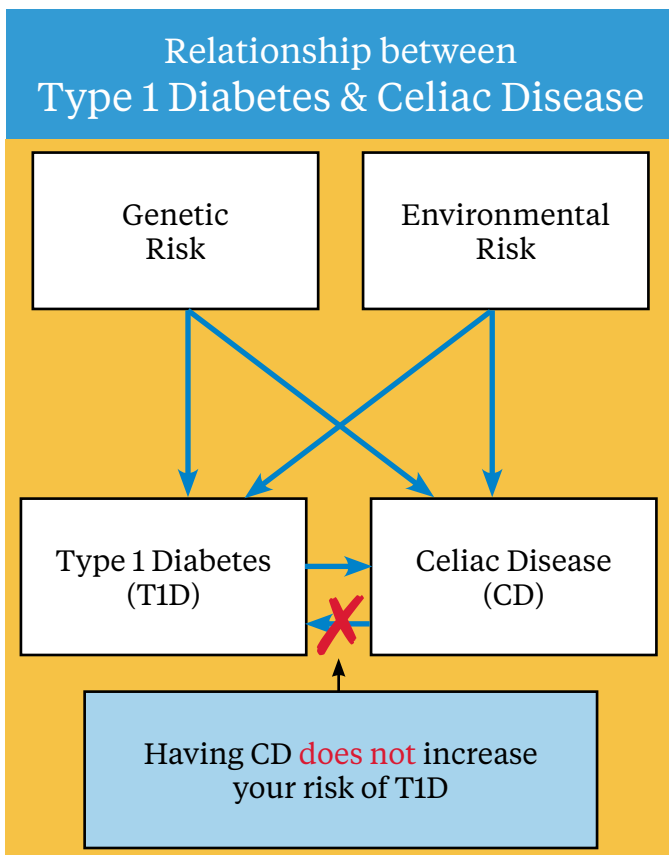 Relationship between
Type 1 Diabetes & Celiac Disease
Genetic
Risk
Environmental
Risk
Type 1 Diabetes
(T1D)
Celiac Disease
(CD)
Having CD does not increase
your risk of T1D